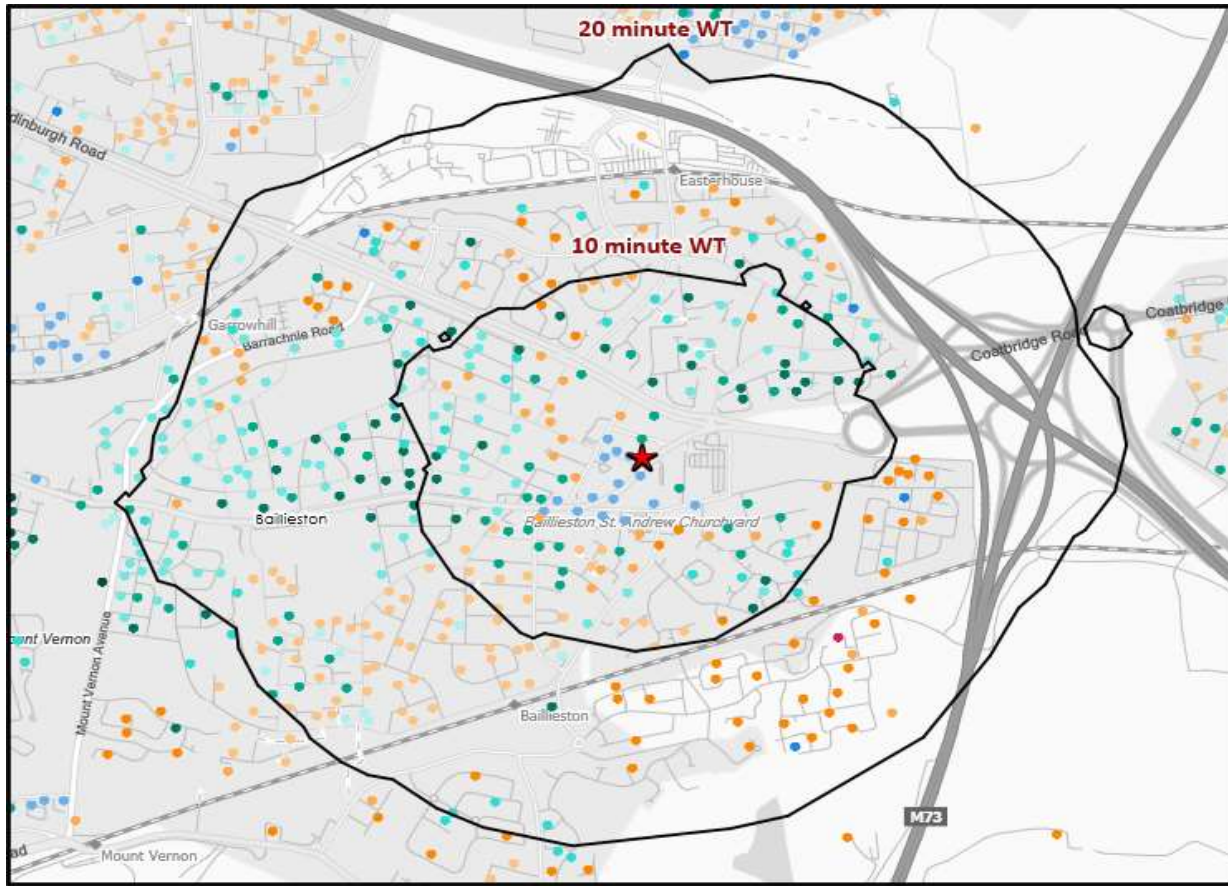 20 minute WT
dinburgh Road
Easterhouse
10 minute WT
Garrowhill
Barrachnie Road
Coatbridge Road
Coatbridge
Baillieston
Baillieston St. Andrew Churchyard
ount Vernon
Mount Vernon Avenue
Baillieston
M73
ad
Mount Vernon